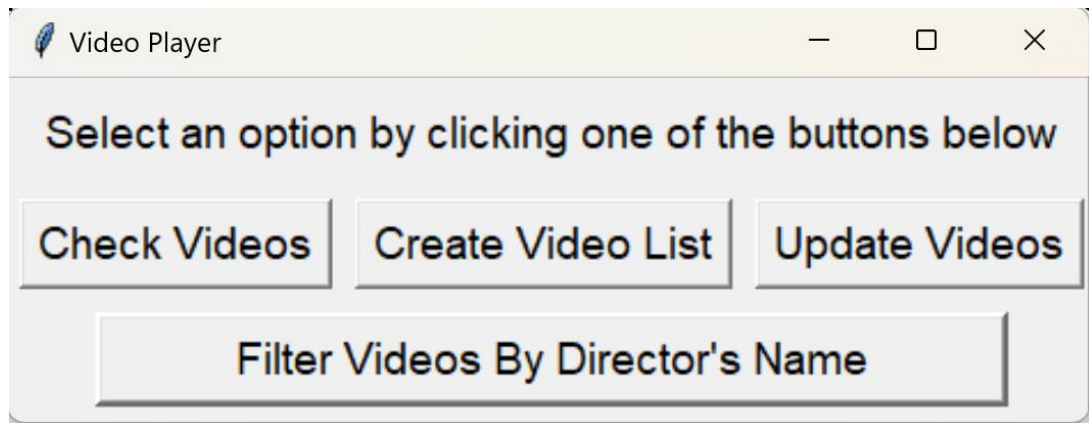 Video Player
Select an option by clicking one of the buttons below
Check Videos Create Video List Update Videos
Filter Videos By Director's Name